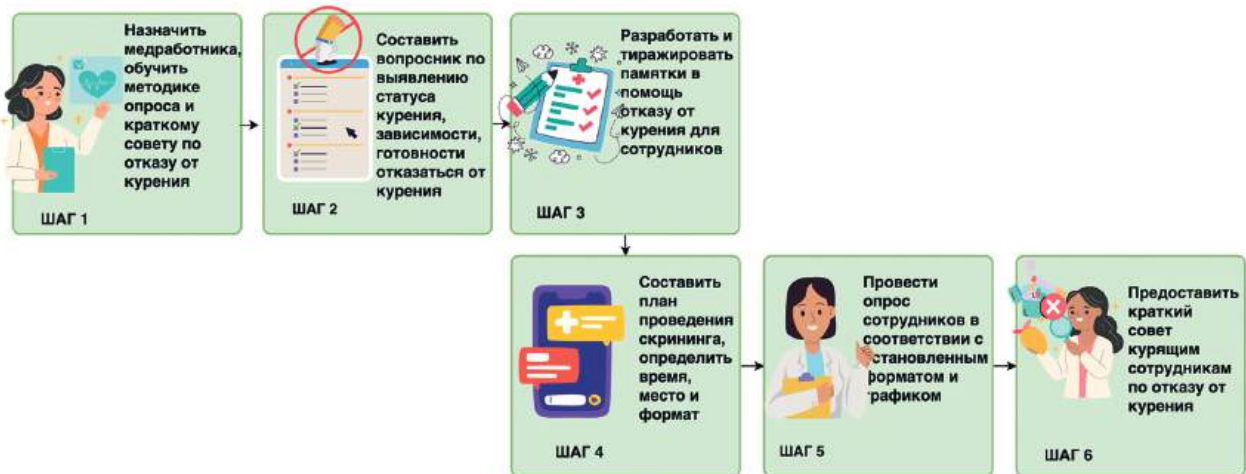 Назначить
медработника,
обучить
методике
опроса и
краткому
совету по
отказу от
курения
ШАГ 1
Составить
вопросник по
выявлению
статуса
курения,
зависимости,
готовности
отказаться от
курения
ШАГ 2
Разработать и
тиражировать
памятки в
помощь
отказу от
курения для
сотрудников
ШАГ 3
Составить
план
проведения
скрининга,
определить
время,
место и
формат
ШАГ 4
Провести
опрос
сотрудников в
соответствии с
становленным
форматом и
графиком
ШАГ 5
Предоставить
краткий
совет
курящим
сотрудникам
по отказу от
курения
ШАГ 6